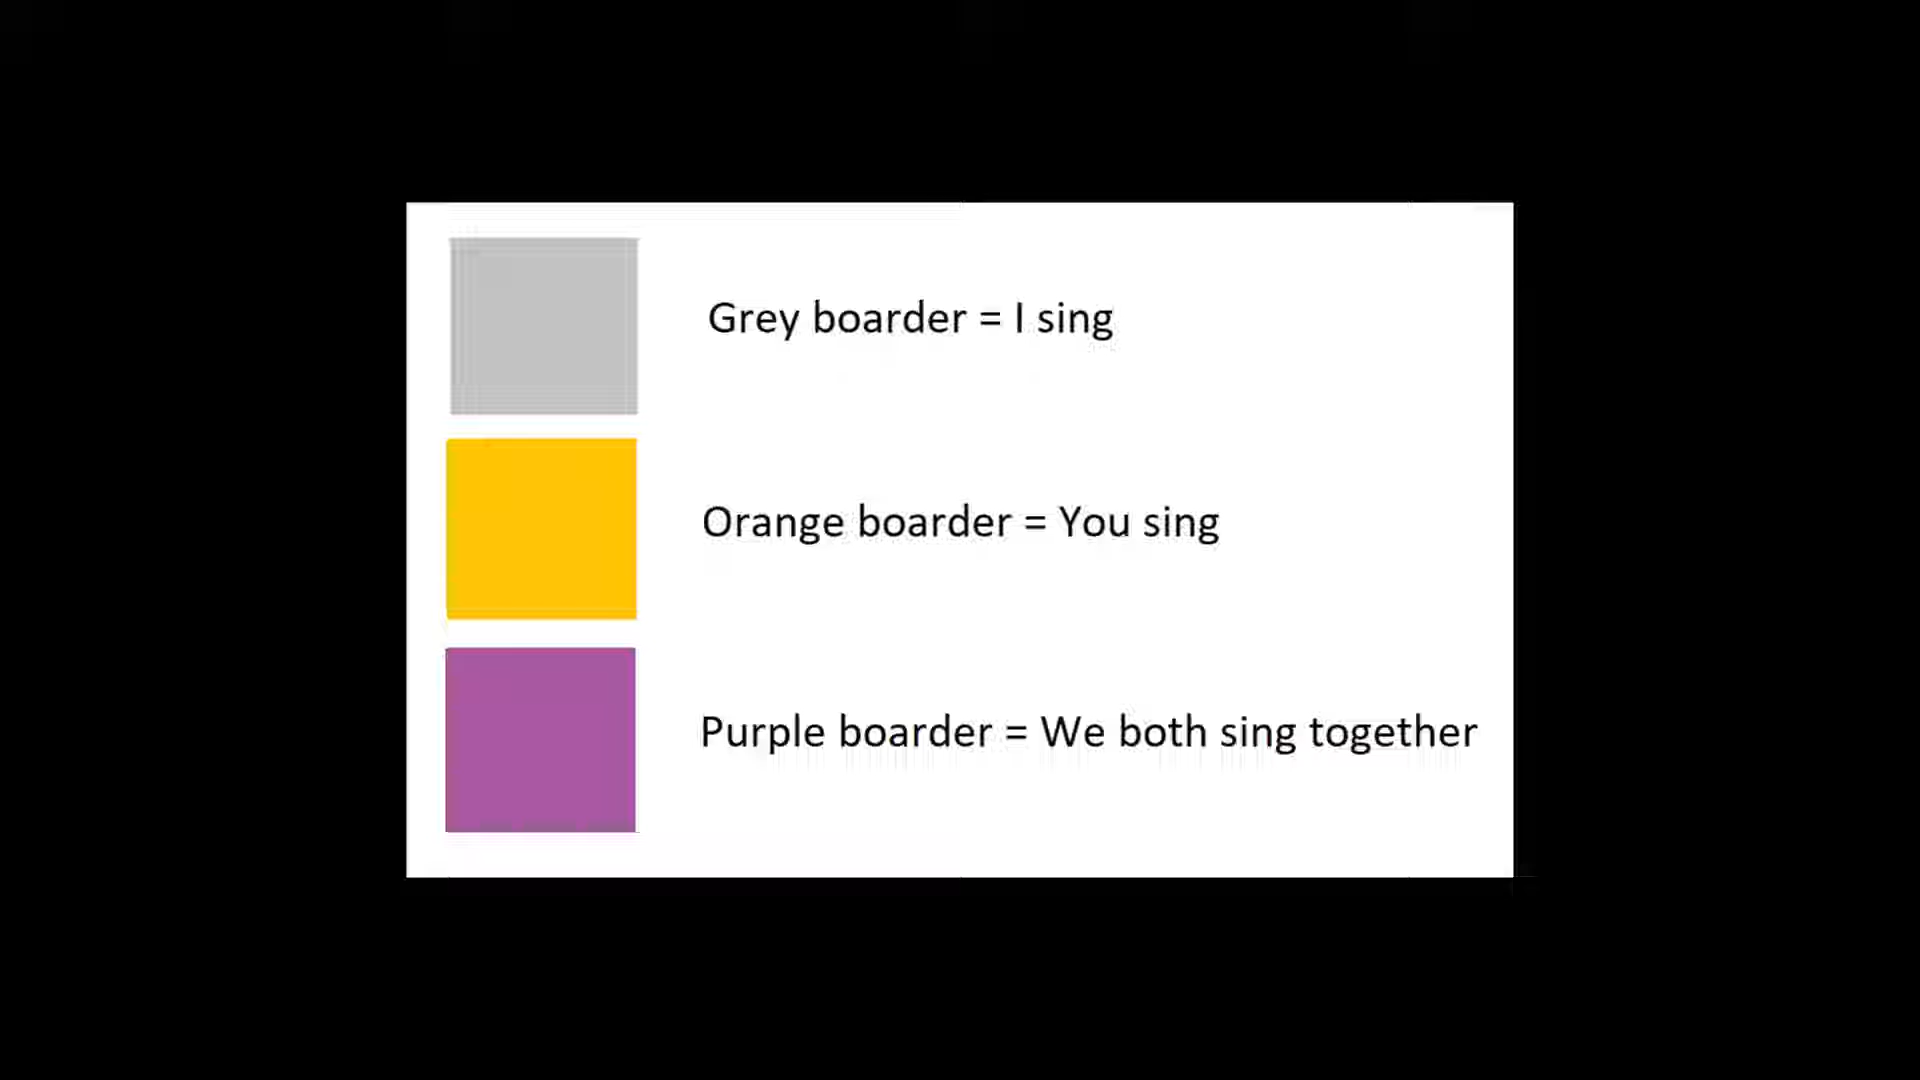 Grey boarder = I sing
Orange boarder = You sing
Purple boarder = We both sing together